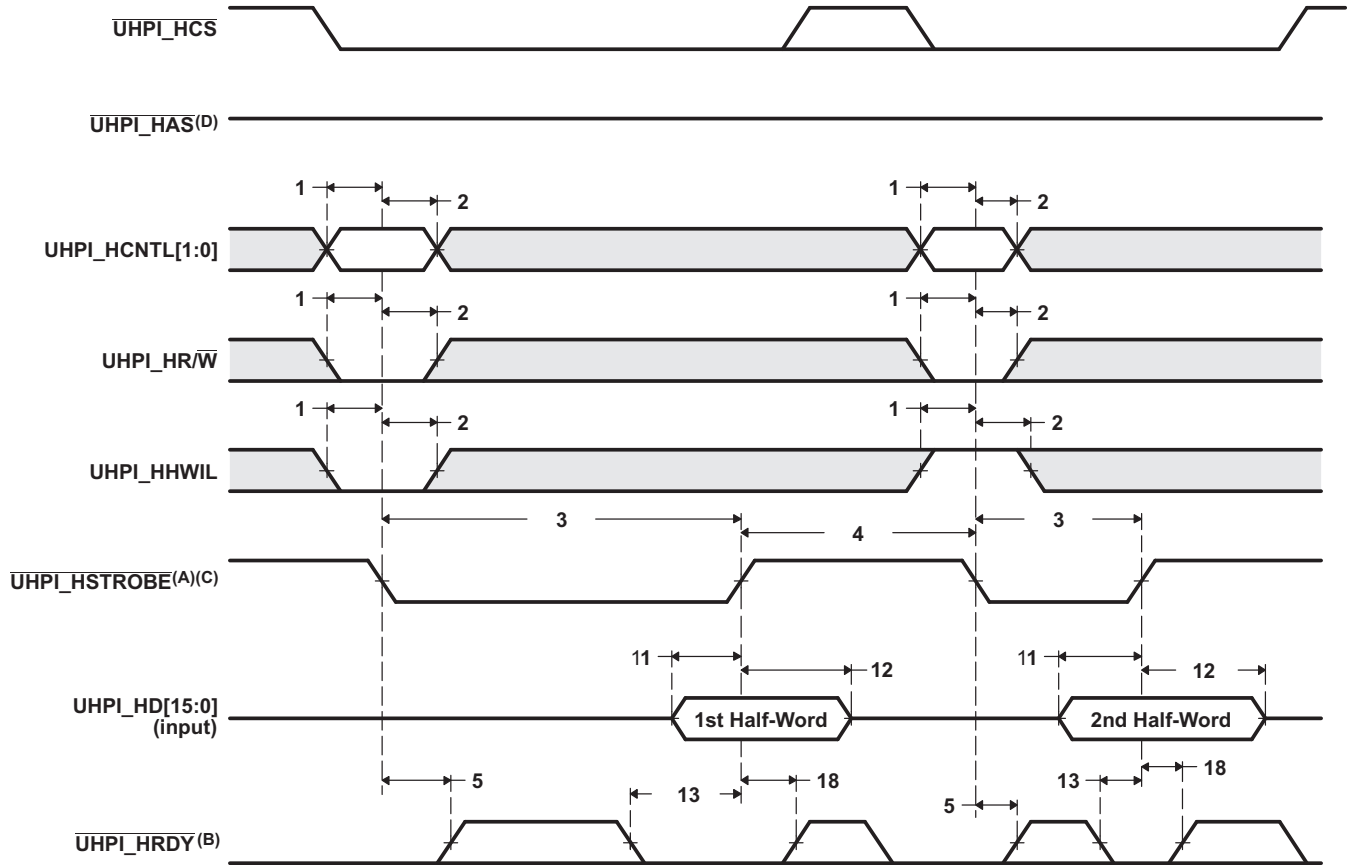 UHPI_HCS
UHPI_HAS(D)
1
2
1
2
UHPI_HCNTL[1:0]
1
2
1
2
UHPI_HR/W
1
2
1
2
UHPI_HHWIL
3
4
3
UHPI_HSTROBE(A)(C)
11
12
11
12
UHPI_HD[15:0]
(input)
1st Half-Word
2nd Half-Word
5
13
18
5
13
18
UHPI_HRDY(B)